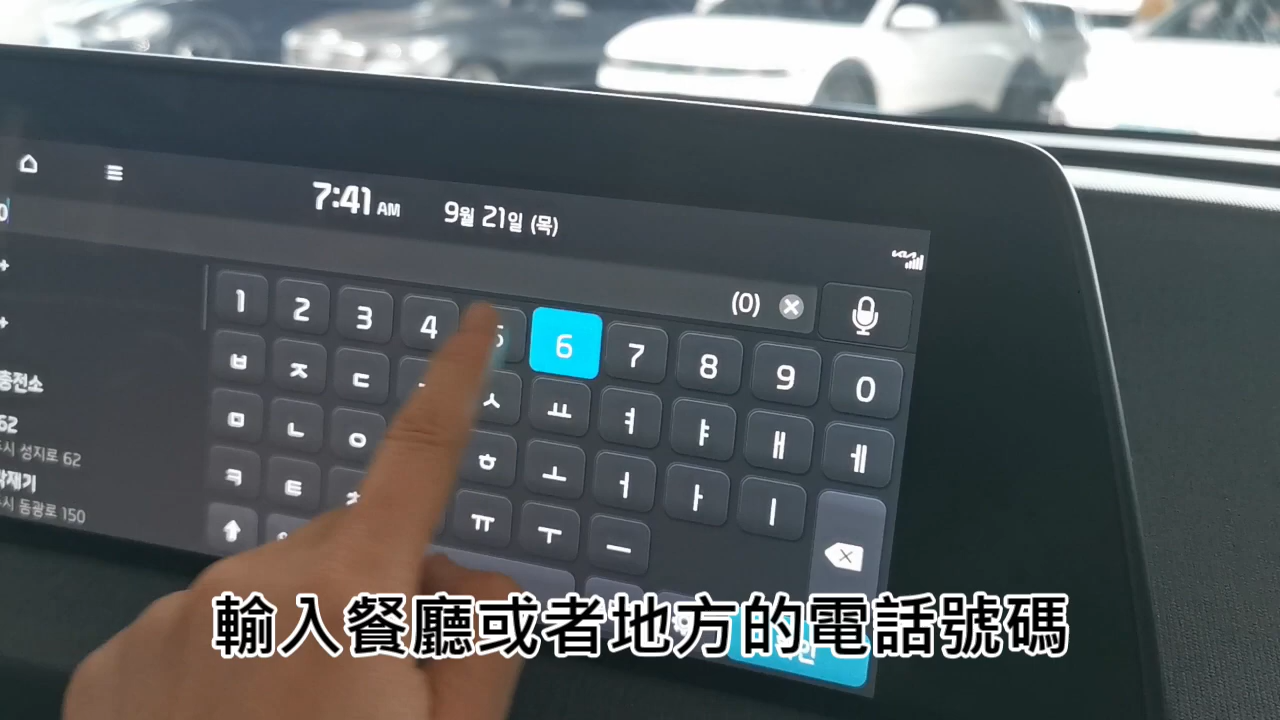 7:41 AM 9월 21일 (목)
0
(0)
1 2 3 4 5 6 7 8 9 0
ㅂ ㅈ ㄷ ㅅ ㅛ ㅕ ㅑ ㅐ ㅔ
ㅁ ㄴ ㅇ ㅎ ㅗ ㅓ ㅏ ㅣ
ㅋ ㅌ ㅊ ㅠ ㅜ ㅡ
충전소
62
시 성지로 62
시 동광로 150
輸入餐廳或者地方的電話號碼